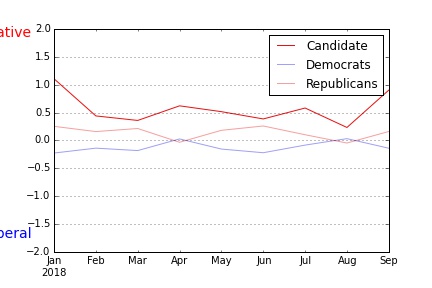 ative
2.0
Candidate
Democrats
Republicans
1.5
1.0
0.5
0.0
−0.5
−1.0
−1.5
beral
−2.0
Jan Feb Mar Apr May Jun Jul Aug Sep
2018